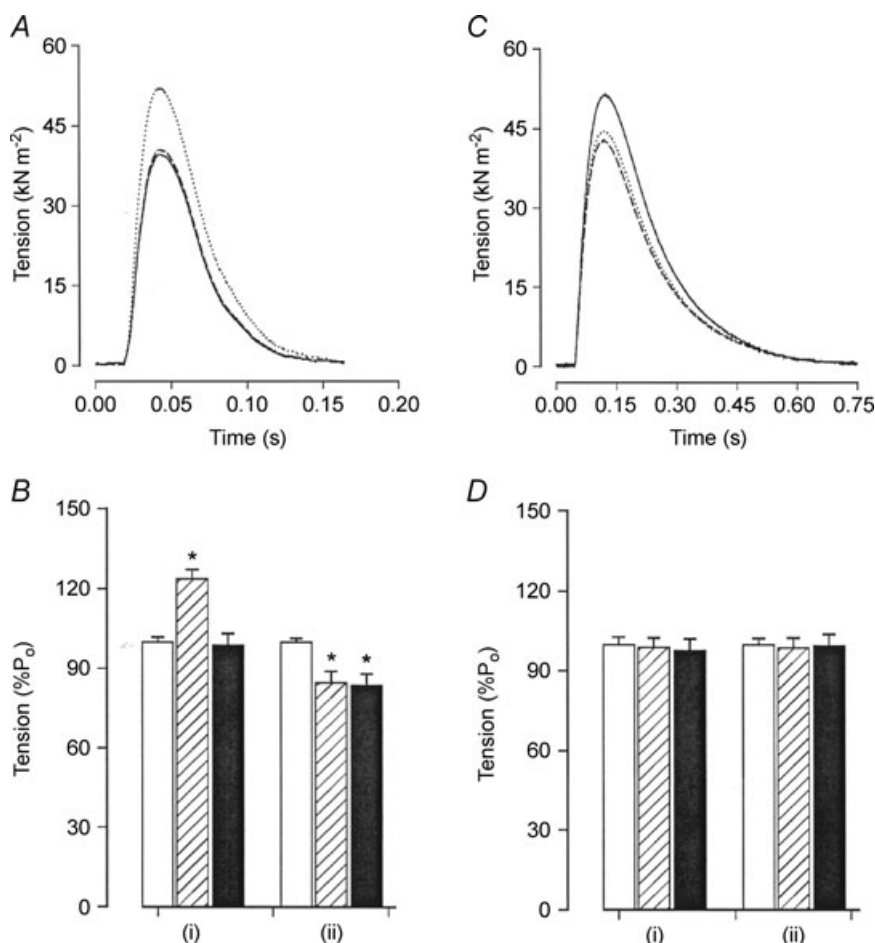 A
60
45
30
15
0
Tension (kN m⁻²)
0.00 0.05 0.10 0.15 0.20
Time (s)
C
60
45
30
15
0
Tension (kN m⁻²)
0.00 0.15 0.30 0.45 0.60 0.75
Time (s)
B
150
120
90
60
30
0
Tension (%Pₒ)
*
* *
(i) (ii)
D
150
120
90
60
30
0
Tension (%Pₒ)
(i) (ii)